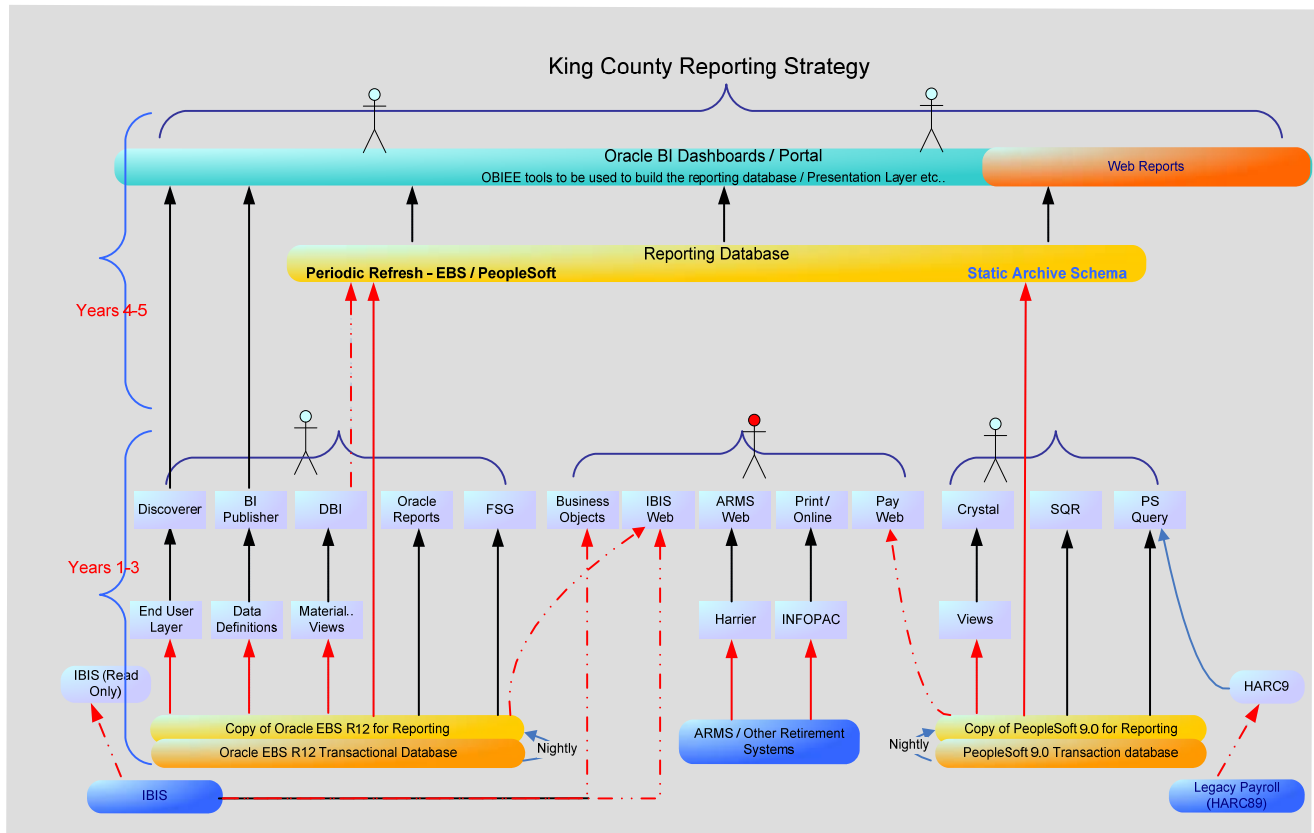 King County Reporting Strategy
Oracle BI Dashboards / Portal
OBIEE tools to be used to build the reporting database / Presentation Layer etc..
Web Reports
Reporting Database
Periodic Refresh – EBS / PeopleSoft
Static Archive Schema
Years 4-5
Discoverer
BI
Publisher
DBI
Oracle
Reports
FSG
Business
Objects
IBIS
Web
ARMS
Web
Print /
Online
Pay
Web
Crystal
SQR
PS
Query
Years 1-3
End User
Layer
Data
Definitions
Material..
Views
Harrier
INFOPAC
Views
IBIS (Read
Only)
HARC9
Copy of Oracle EBS R12 for Reporting
Oracle EBS R12 Transactional Database
Nightly
ARMS / Other Retirement
Systems
Nightly
Copy of PeopleSoft 9.0 for Reporting
PeopleSoft 9.0 Transaction database
IBIS
Legacy Payroll
(HARC89)